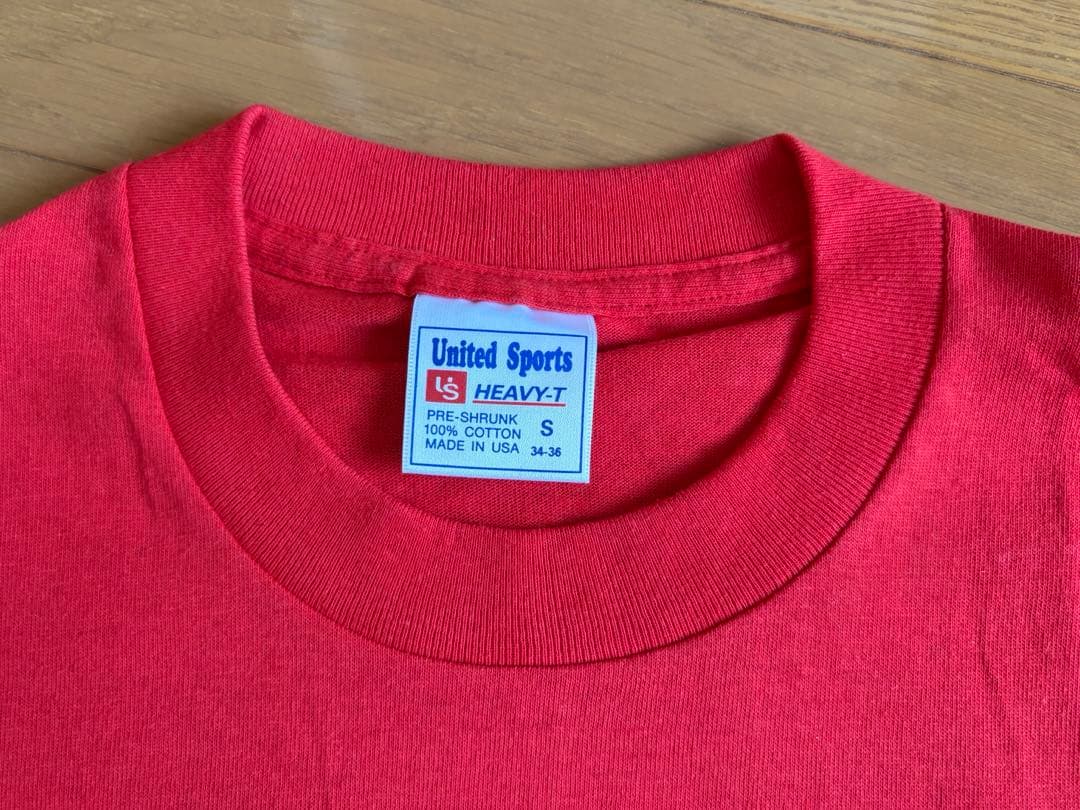 United Sports
US HEAVY-T
PRE-SHRUNK
100% COTTON S
MADE IN USA 34-36